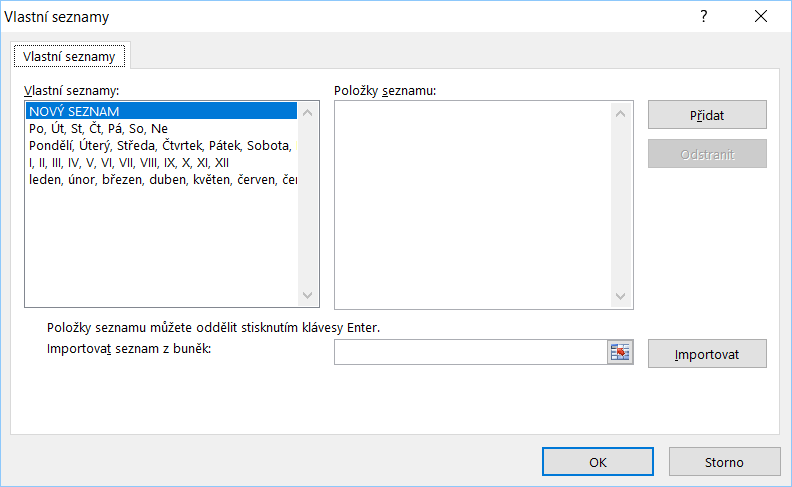 Vlastní seznamy
?
Vlastní seznamy
Vlastní seznamy:
Položky seznamu:
NOVÝ SEZNAM
Po, Út, St, Čt, Pá, So, Ne
Pondělí, Úterý, Středa, Čtvrtek, Pátek, Sobota,
I, II, III, IV, V, VI, VII, VIII, IX, X, XI, XII
leden, únor, březen, duben, květen, červen,
Přidat
Odstranit
Položky seznamu můžete oddělit stisknutím klávesy Enter.
Importovat seznam z buněk:
Importovat
OK
Storno